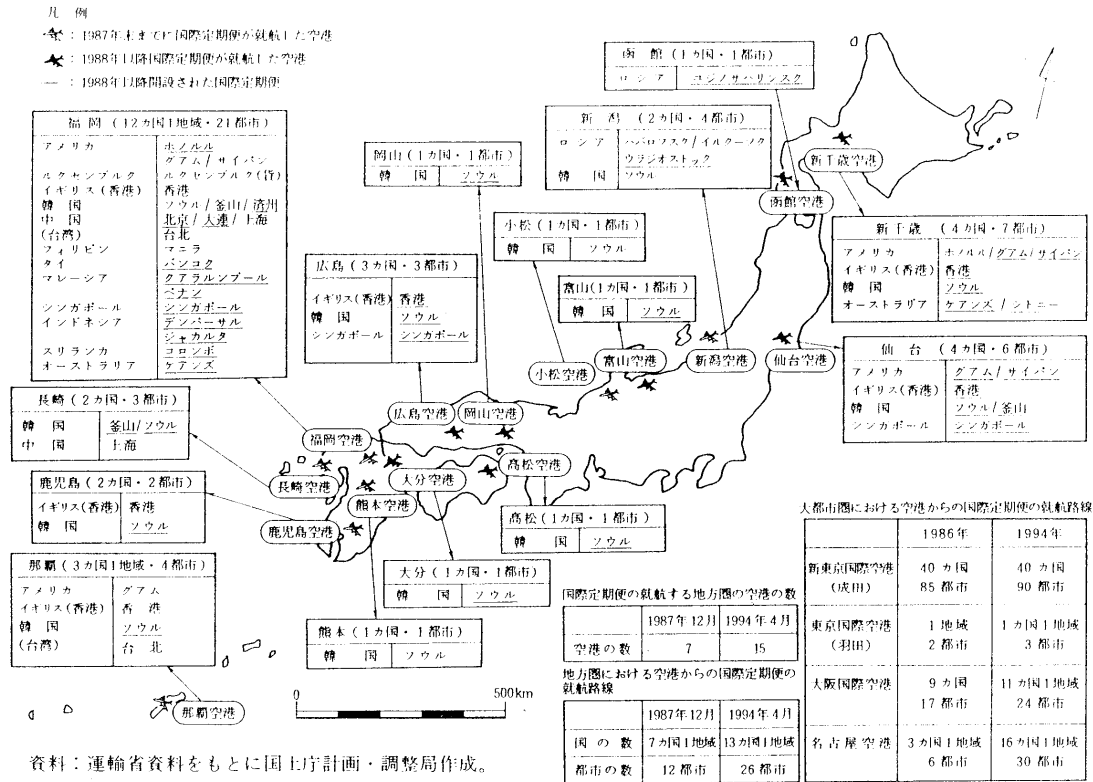 凡 例
：1987年末までに国際定期便が就航した空港
：1988年以降国際定期便が就航した空港
―：1988年以降開設された国際定期便
函 館 (1カ国・1都市)
ロ シ ア ユジノサハリンスク
新 潟 (2カ国・4都市)
ロ シ ア ハバロフスク/イルクーツク
ウラジオストック
韓 国 ソウル
福 岡 (12カ国1地域・21都市)
アメリカ ホノルル
グアム/サイパン
ルクセンブルク ルクセンブルク(貨)
イギリス(香港) 香港
韓 国 ソウル/釜山/済州
中 国 北京/大連/上海
(台湾) 台北
フィリピン マニラ
タイ バンコク
マレーシア クアラルンプール
ペナン
シンガポール シンガポール
インドネシア デンパーサル
ジャカルタ
スリランカ コロンボ
オーストラリア ケアンズ
岡山 (1カ国・1都市)
韓 国 ソウル
小松 (1カ国・1都市)
韓 国 ソウル
広島 (3カ国・3都市)
イギリス(香港) 香港
韓 国 ソウル
シンガポール シンガポール
富山(1カ国・1都市)
韓 国 ソウル
新千歳空港
函館空港
新千歳 (4カ国・7都市)
アメリカ ホノルル/グアム/サイパン
イギリス(香港) 香港
韓 国 ソウル
オーストラリア ケアンズ/シドニー
小松空港
富山空港
新潟空港
仙台空港
仙 台 (4カ国・6都市)
アメリカ グアム/サイパン
イギリス(香港) 香港
韓 国 ソウル/釜山
シンガポール シンガポール
長崎 (2カ国・3都市)
韓 国 釜山/ソウル
中 国 上海
広島空港
岡山空港
福岡空港
長崎空港
大分空港
高松空港
熊本空港
鹿児島空港
鹿児島 (2カ国・2都市)
イギリス(香港) 香港
韓 国 ソウル
高松 (1カ国・1都市)
韓 国 ソウル
那覇 (3カ国1地域・4都市)
アメリカ グアム
イギリス(香港) 香 港
韓 国 ソウル
(台湾) 台 北
大分 (1カ国・1都市)
韓 国 ソウル
熊本 (1カ国・1都市)
韓 国 ソウル
那覇空港
0 500km
国際定期便の就航する地方圏の空港の数
1987年12月 1994年4月
空港の数 7 15
地方圏における空港からの国際定期便の
就航路線
1987年12月 1994年4月
国 の 数 7カ国1地域 13カ国1地域
都市の数 12都市 26都市
大都市圏における空港からの国際定期便の就航路線
1986年 1994年
新東京国際空港 40カ国 40カ国
(成田) 85都市 90都市
東京国際空港 1地域 1カ国1地域
(羽田) 2都市 3都市
大阪国際空港 9カ国 11カ国1地域
17都市 24都市
名古屋空港 3カ国1地域 16カ国1地域
6都市 30都市
資料：運輸省資料をもとに国土庁計画・調整局作成。